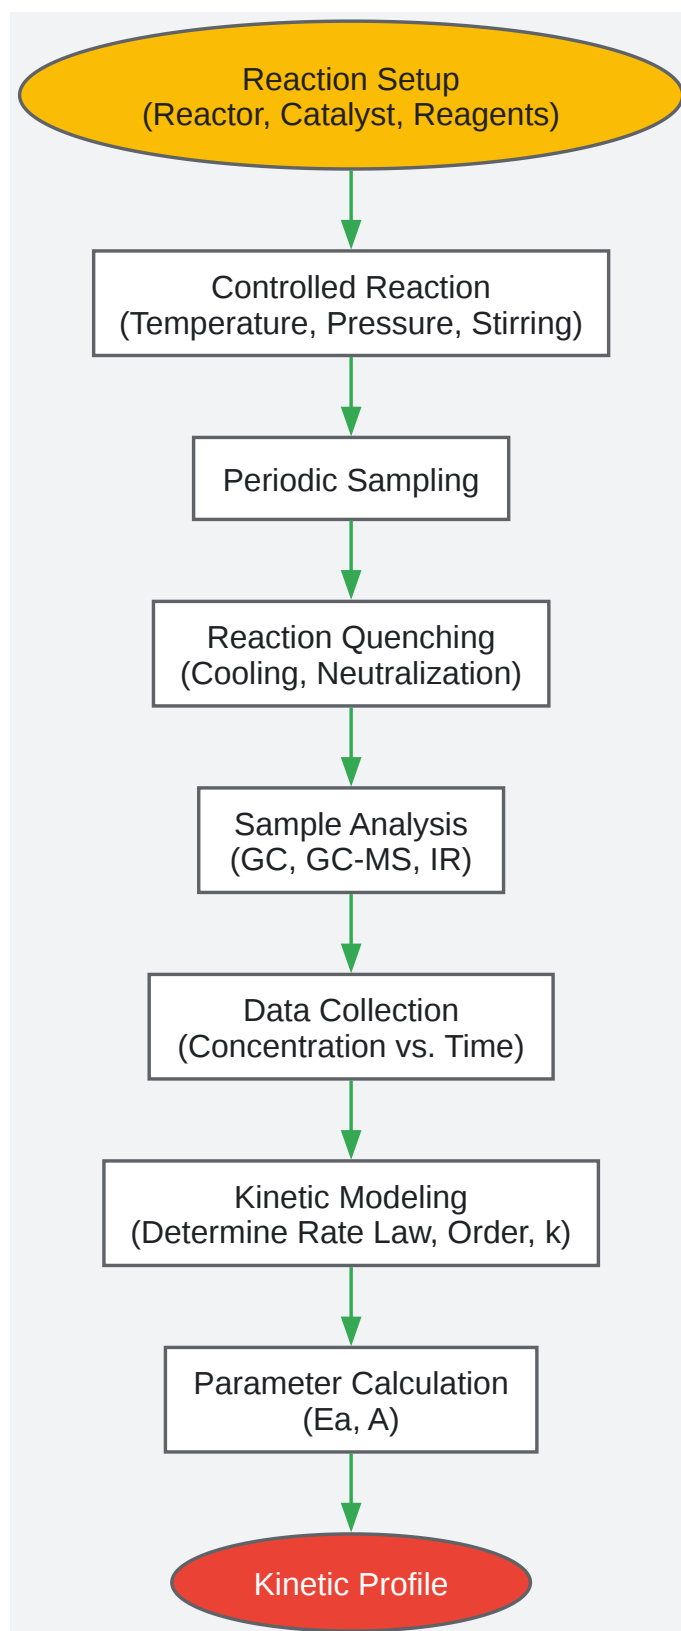 Reaction Setup
(Reactor, Catalyst, Reagents)
Controlled Reaction
(Temperature, Pressure, Stirring)
Periodic Sampling
Reaction Quenching
(Cooling, Neutralization)
Sample Analysis
(GC, GC-MS, IR)
Data Collection
(Concentration vs. Time)
Kinetic Modeling
(Determine Rate Law, Order, k)
Parameter Calculation
(Ea, A)
Kinetic Profile